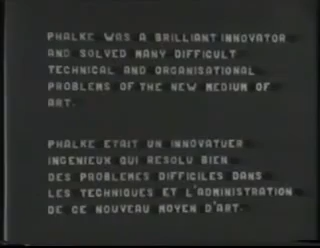 PHALKE WAS A BRILLIANT INNOVATOR
AND SOLVED MANY DIFFICULT
TECHNICAL AND ORGANISATIONAL
PROBLEMS OF THE NEW MEDIUM OF
ART.
PHALKE ETAIT UN INNOVATUER
INGENIEUX QUI RESOLU BIEN
DES PROBLEMES DIFFICILES DANS
LES TECHNIQUES ET L'ADMINISTRATION
DE CE NOUVEAU MOYEN D'ART.